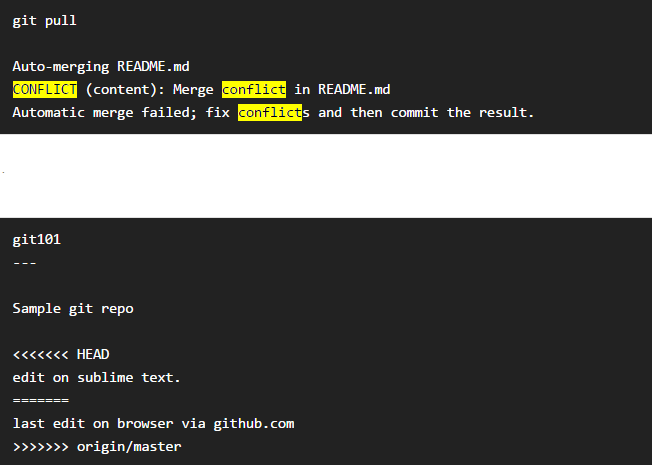 git pull
Auto-merging README.md
CONFLICT (content): Merge conflict in README.md
Automatic merge failed; fix conflicts and then commit the result.
git101
---
Sample git repo
<<<<<<< HEAD
edit on sublime text.
=======
last edit on browser via github.com
>>>>>>> origin/master